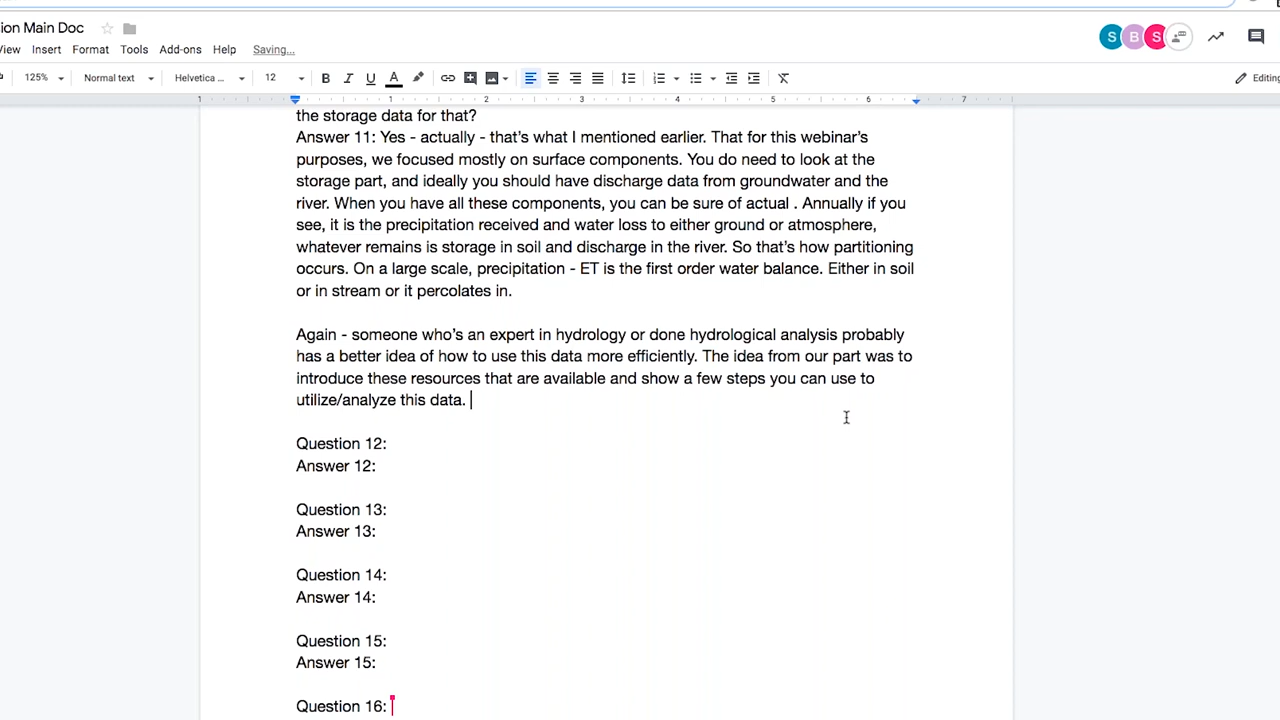 ion Main Doc
View Insert Format Tools Add-ons Help Saving...
S B S
125% Normal text Helvetica ... 12 B I U A Editing
1 1 2 3 4 5 6 7
the storage data for that?
Answer 11: Yes - actually - that's what I mentioned earlier. That for this webinar's
purposes, we focused mostly on surface components. You do need to look at the
storage part, and ideally you should have discharge data from groundwater and the
river. When you have all these components, you can be sure of actual . Annually if you
see, it is the precipitation received and water loss to either ground or atmosphere,
whatever remains is storage in soil and discharge in the river. So that's how partitioning
occurs. On a large scale, precipitation - ET is the first order water balance. Either in soil
or in stream or it percolates in.
Again - someone who's an expert in hydrology or done hydrological analysis probably
has a better idea of how to use this data more efficiently. The idea from our part was to
introduce these resources that are available and show a few steps you can use to
utilize/analyze this data.
Question 12:
Answer 12:
Question 13:
Answer 13:
Question 14:
Answer 14:
Question 15:
Answer 15:
Question 16: